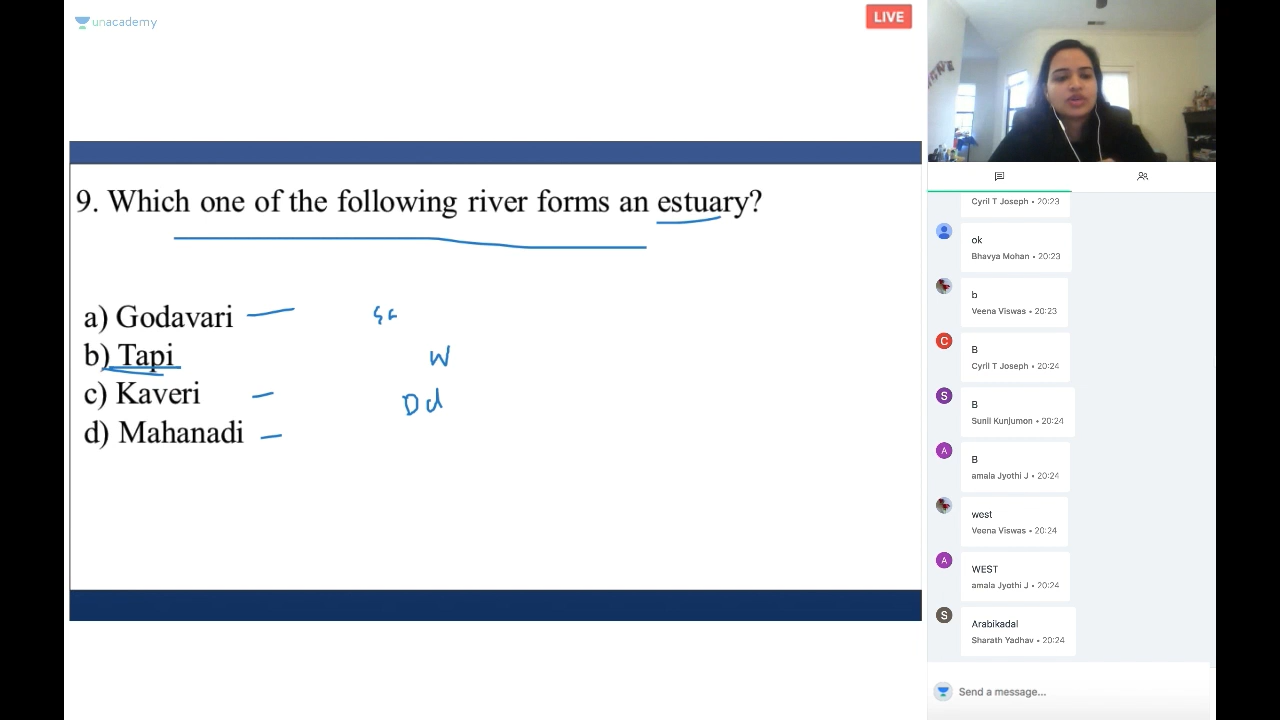 unacademy
LIVE
9. Which one of the following river forms an estuary?
a) Godavari
b) Tapi
W
c) Kaveri
d) Mahanadi
Cyril T Joseph • 20:23
ok
Bhavya Mohan • 20:23
b
Veena Viswas • 20:23
C
B
Cyril T Joseph • 20:24
S
B
Sunil Kunjumon • 20:24
A
B
amala Jyothi J • 20:24
west
Veena Viswas • 20:24
A
WEST
amala Jyothi J • 20:24
S
Arabikadal
Sharath Yadhav • 20:24
Send a message...